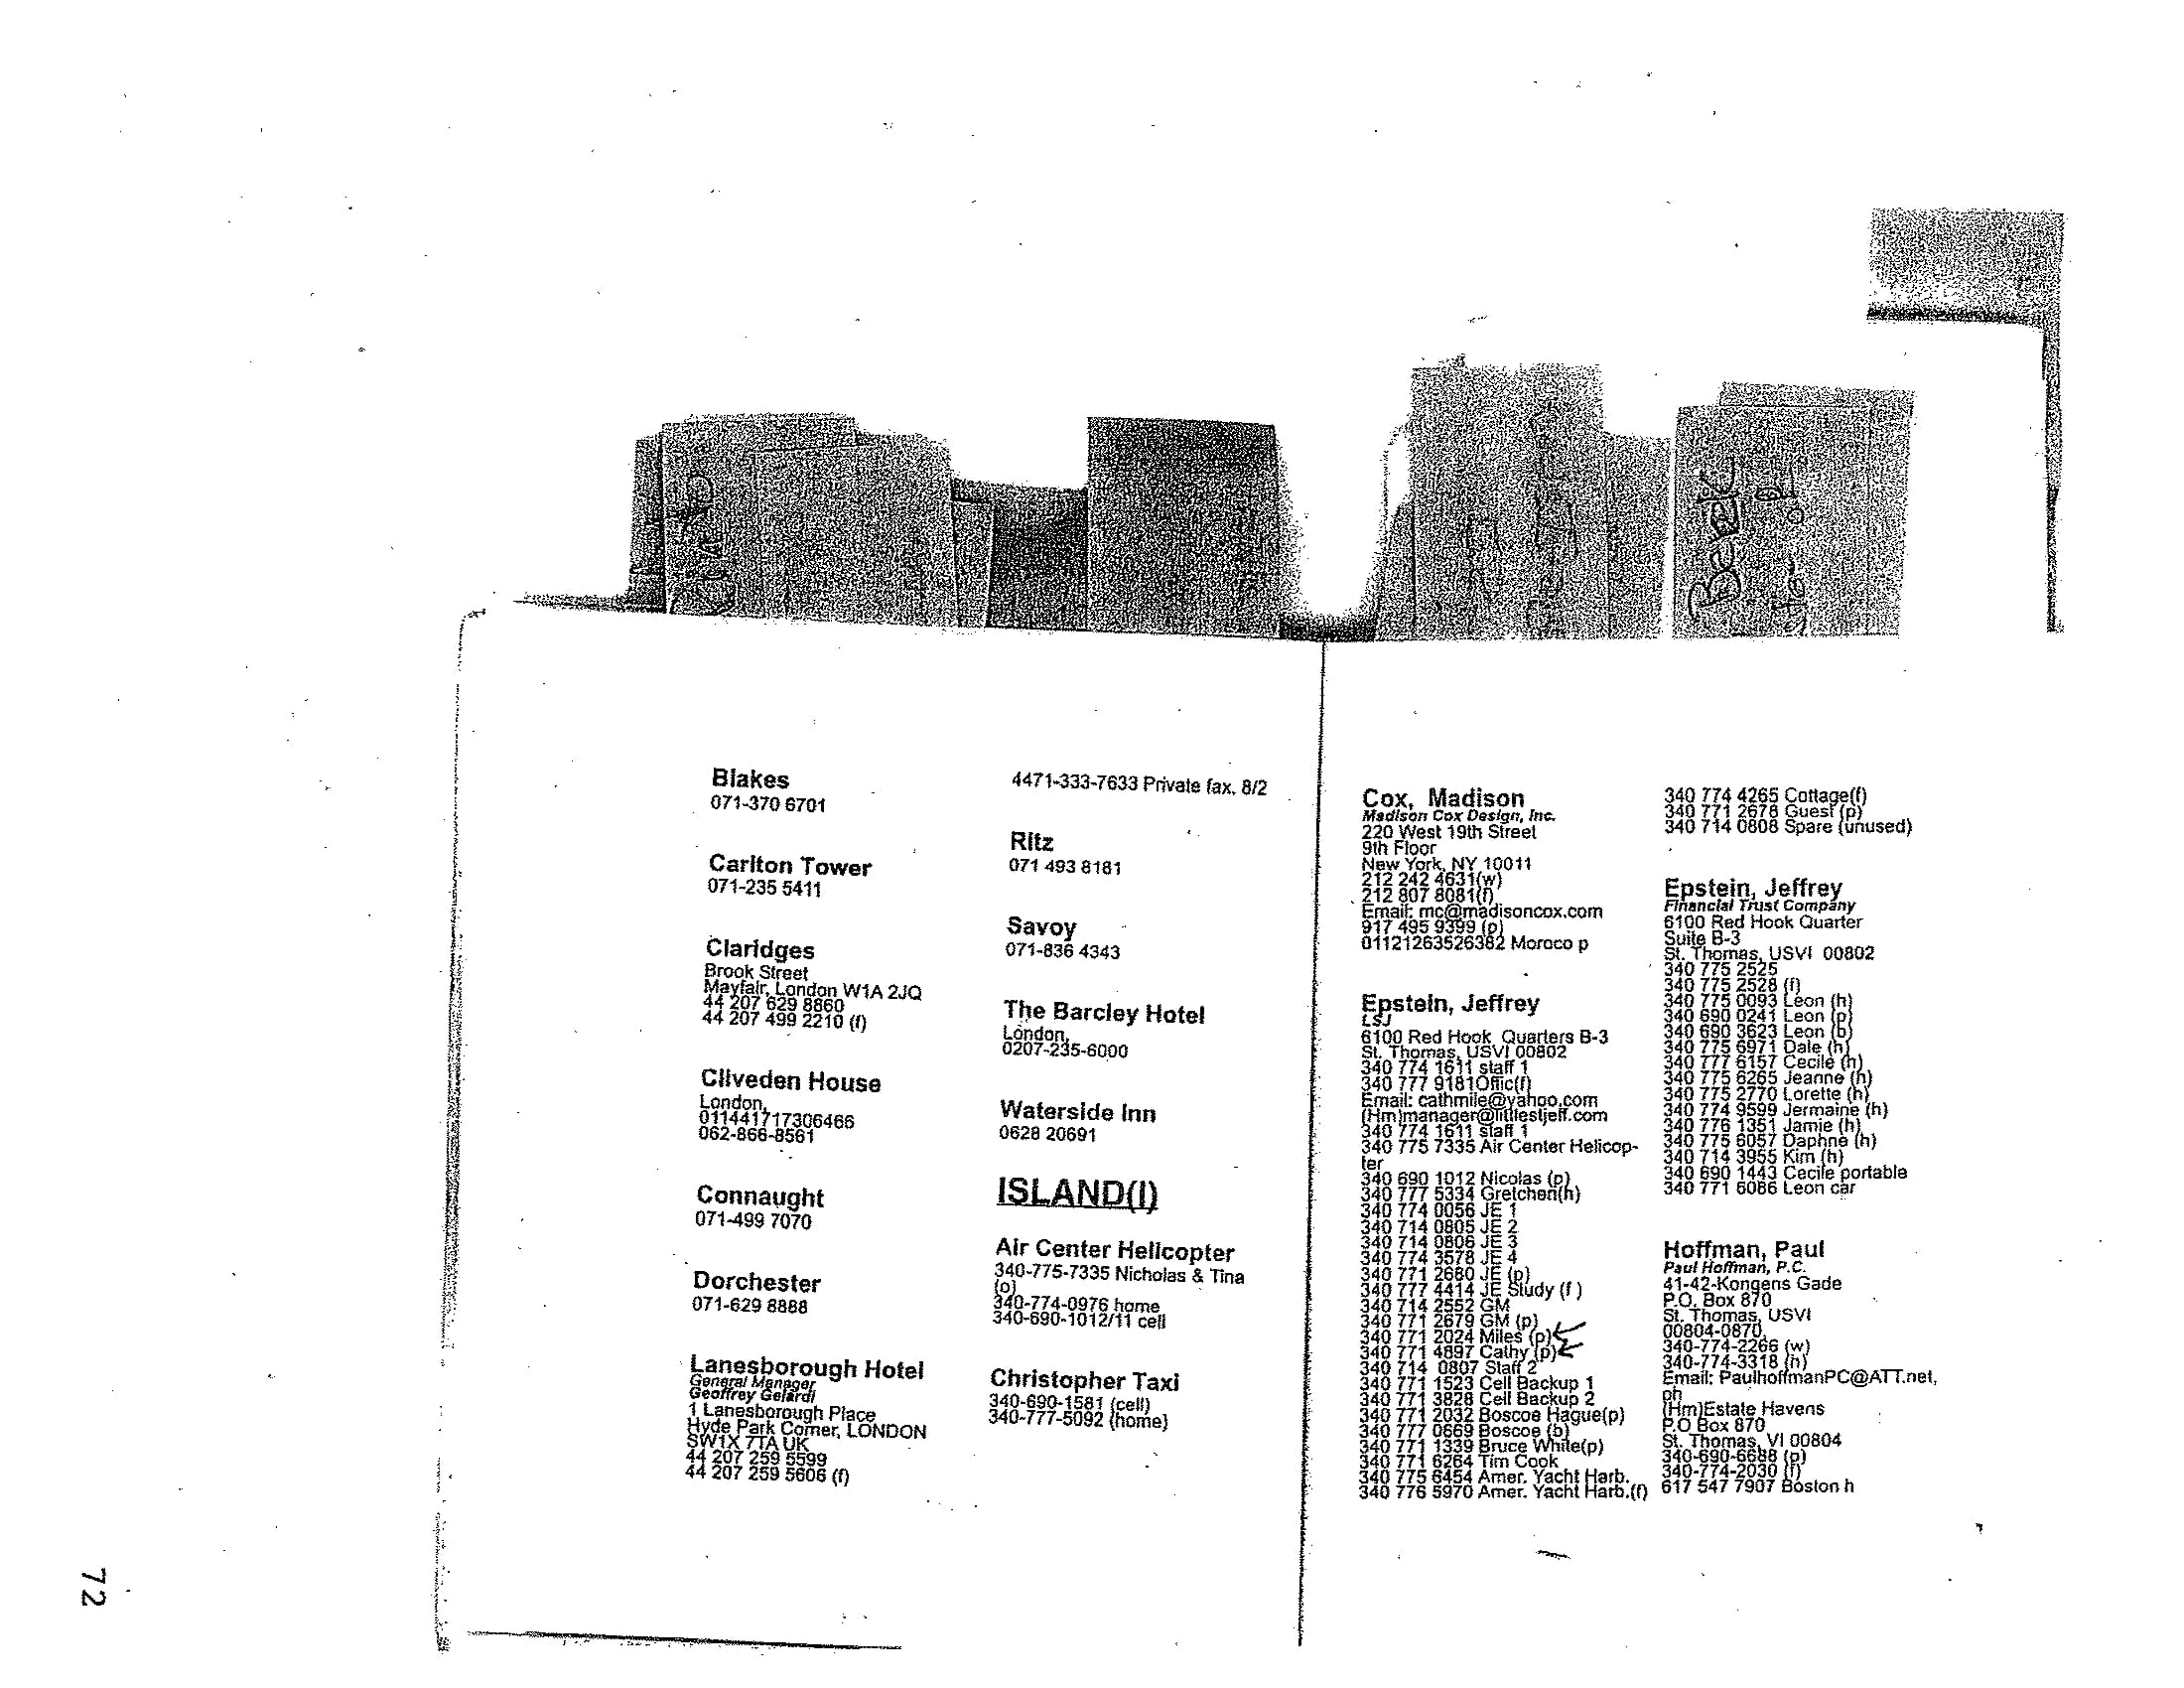 Blakes
071-370 6701
Carlton Tower
071-235 5411
Claridges
Brook Street
Mayfair, London W1A 2JQ
44 207 629 8860
44 207 499 2210 (f)
Cliveden House
London,
011441717306466
062-866-8561
Connaught
071-499 7070
Dorchester
071-629 8888
Lanesborough Hotel
General Manager
Geoffrey Gelardi
1 Lanesborough Place
Hyde Park Corner, LONDON
SW1X 7TA UK
44 207 259 5599
44 207 259 5606 (f)
4471-333-7633 Private fax. 8/2
Ritz
071 493 8181
Savoy
071-836 4343
The Barcley Hotel
London,
0207-235-6000
Waterside Inn
0628 20691
ISLAND(I)
Air Center Helicopter
340-775-7335 Nicholas & Tina
(o)
340-774-0976 home
340-690-1012/11 cell
Christopher Taxi
340-690-1581 (cell)
340-777-5092 (home)
Cox, Madison
Madison Cox Design, Inc.
220 West 19th Street
9th Floor
New York, NY 10011
212 242 4631(w)
212 807 8081(f)
Email: mc@madisoncox.com
917 495 9399 (p)
01121263526382 Moroco p
Epstein, Jeffrey
LSJ
6100 Red Hook Quarters B-3
St. Thomas, USVI 00802
340 774 1611 staff 1
340 777 9181Offic(f)
Email: cathmile@yahoo.com
(Hm)manager@littlestjeff.com
340 774 1611 staff 1
340 775 7335 Air Center Helicop-
ter
340 690 1012 Nicolas (p)
340 777 5334 Gretchen(h)
340 774 0056 JE 1
340 714 0805 JE 2
340 714 0806 JE 3
340 774 3578 JE 4
340 771 2680 JE (p)
340 777 4414 JE Study (f )
340 714 2552 GM
340 771 2679 GM (p)
340 771 2024 Miles (p)
340 771 4897 Cathy (p)
340 714 0807 Staff 2
340 771 1523 Cell Backup 1
340 771 3828 Cell Backup 2
340 771 2032 Boscoe Hague(p)
340 777 0669 Boscoe (b)
340 771 1339 Bruce White(p)
340 771 6264 Tim Cook
340 775 6454 Amer. Yacht Harb.
340 776 5970 Amer. Yacht Harb.(f)
340 774 4265 Cottage(f)
340 771 2678 Guest (p)
340 714 0808 Spare (unused)
Epstein, Jeffrey
Financial Trust Company
6100 Red Hook Quarter
Suite B-3
St. Thomas, USVI 00802
340 775 2525
340 775 2528 (f)
340 775 0093 Leon (h)
340 690 0241 Leon (p)
340 690 3623 Leon (b)
340 775 6971 Dale (h)
340 777 6157 Cecile (h)
340 775 6265 Jeanne (h)
340 775 2770 Lorette (h)
340 774 9599 Jermaine (h)
340 776 1351 Jamie (h)
340 775 6057 Daphne (h)
340 714 3955 Kim (h)
340 690 1443 Cecile portable
340 771 6086 Leon car
Hoffman, Paul
Paul Hoffman, P.C.
41-42-Kongens Gade
P.O. Box 870
St. Thomas, USVI
00804-0870,
340-774-2266 (w)
340-774-3318 (h)
Email: PaulhoffmanPC@ATT.net,
ph
(Hm)Estate Havens
P.O Box 870
St. Thomas, VI 00804
340-690-6688 (p)
340-774-2030 (f)
617 547 7907 Boston h
72